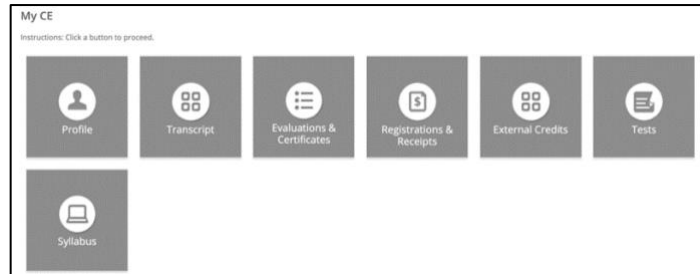 My CE
Instructions: Click a button to proceed.
Profile
Transcript
Evaluations &
Certificates
Registrations &
Receipts
External Credits
Tests
Syllabus